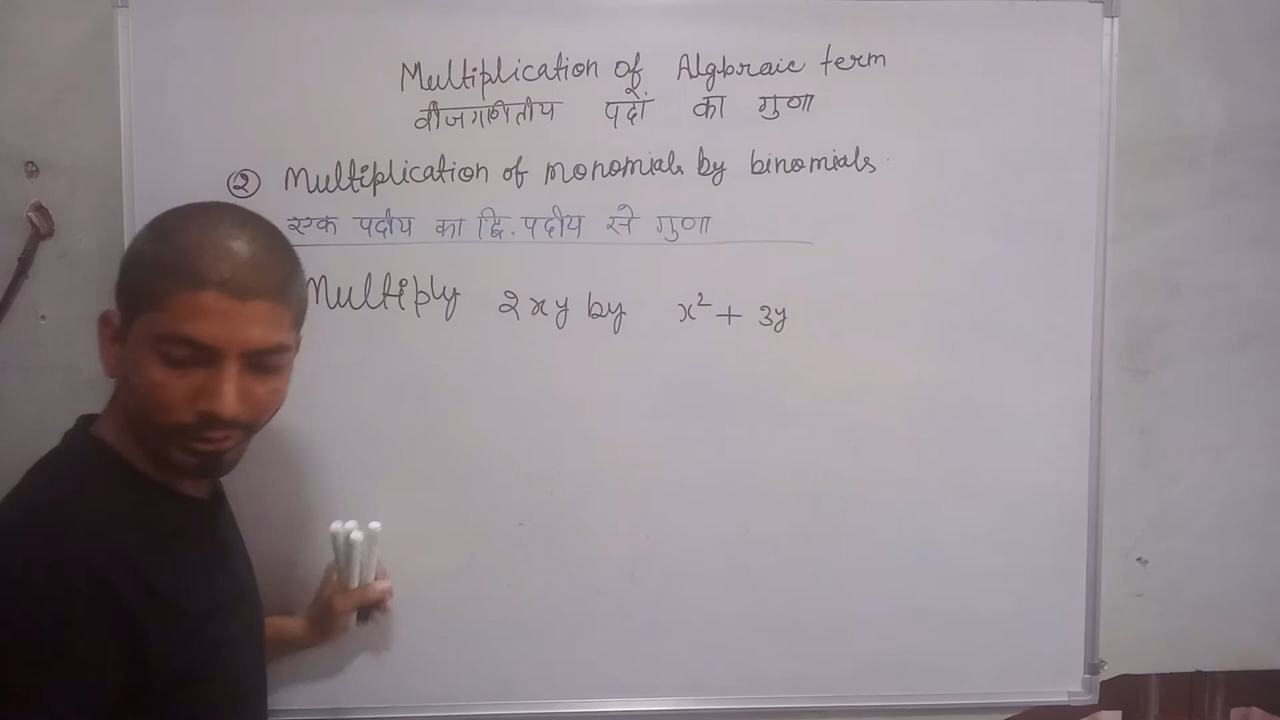 Multiplication of Algbraic term
वीजगणितीय पदों का गुणा
② Multiplication of monomials by binomials
एक पदीय का द्वि. पदीय से गुणा
Multiply 2xy by x² + 3y